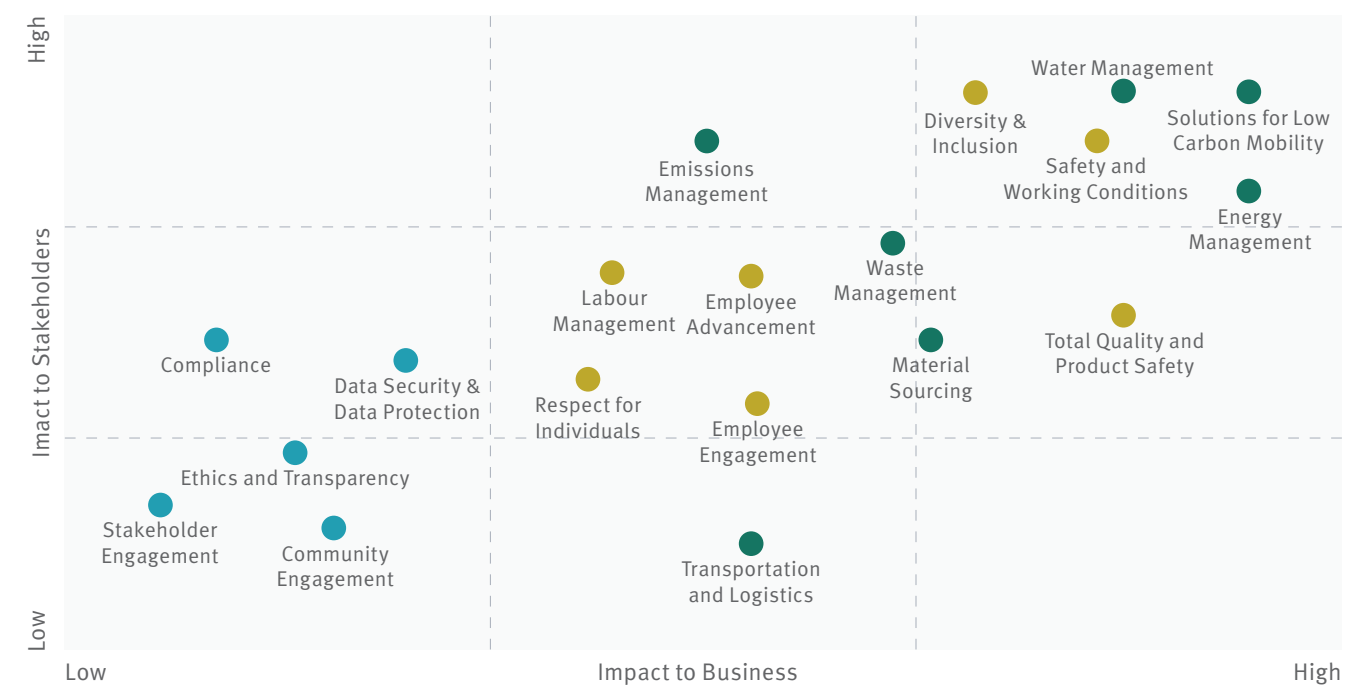 High
Water Management
Diversity &
Inclusion
Solutions for Low
Carbon Mobility
Safety and
Working Conditions
Emissions
Management
Energy
Management
Impact to Stakeholders
Waste
Management
Labour
Management
Employee
Advancement
Total Quality and
Product Safety
Compliance
Material
Sourcing
Data Security &
Data Protection
Respect for
Individuals
Employee
Engagement
Ethics and Transparency
Stakeholder
Engagement
Community
Engagement
Transportation
and Logistics
Low
Low
Impact to Business
High